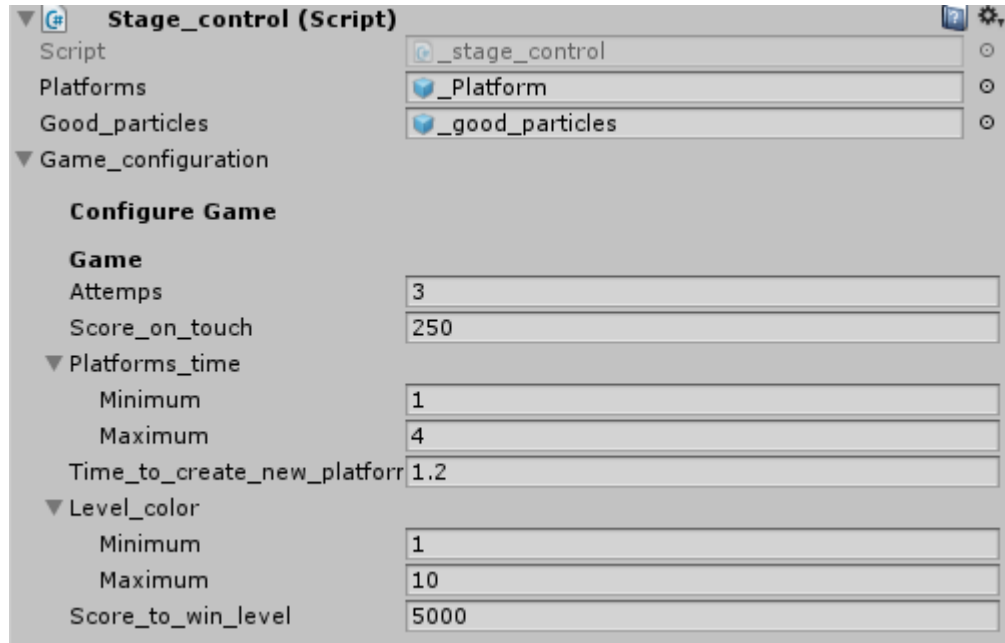 Stage_control (Script)
Script _stage_control
Platforms _Platform
Good_particles _good_particles
Game_configuration
Configure Game
Game
Attemps 3
Score_on_touch 250
Platforms_time
Minimum 1
Maximum 4
Time_to_create_new_platforr 1.2
Level_color
Minimum 1
Maximum 10
Score_to_win_level 5000